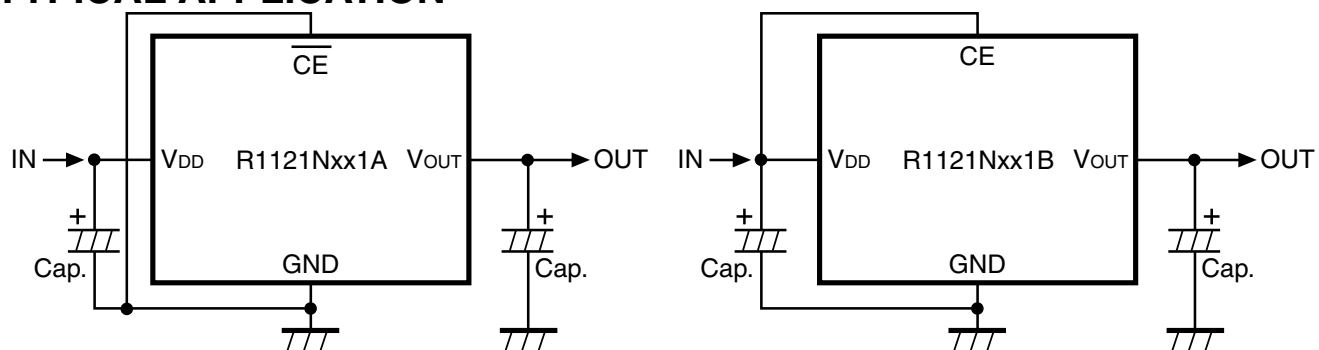 TYPICAL APPLICATION
CE CE
IN VDD R1121Nxx1A VOUT OUT IN VDD R1121Nxx1B VOUT OUT
+ + + +
Cap. GND Cap. Cap. GND Cap.